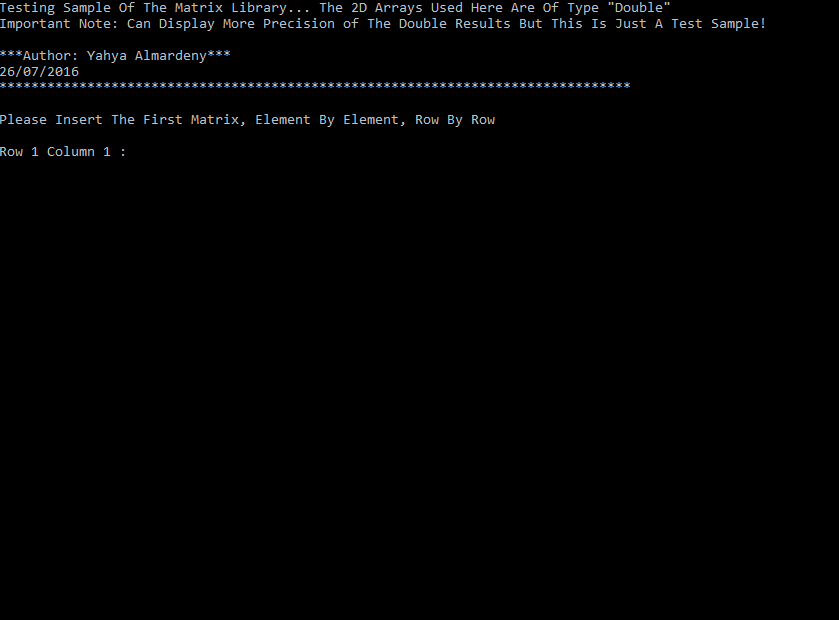 Testing Sample Of The Matrix Library... The 2D Arrays Used Here Are Of Type "Double"
Important Note: Can Display More Precision of The Double Results But This Is Just A Test Sample!
***Author: Yahya Almardeny***
26/07/2016
*******************************************************************************
Please Insert The First Matrix, Element By Element, Row By Row
Row 1 Column 1 :